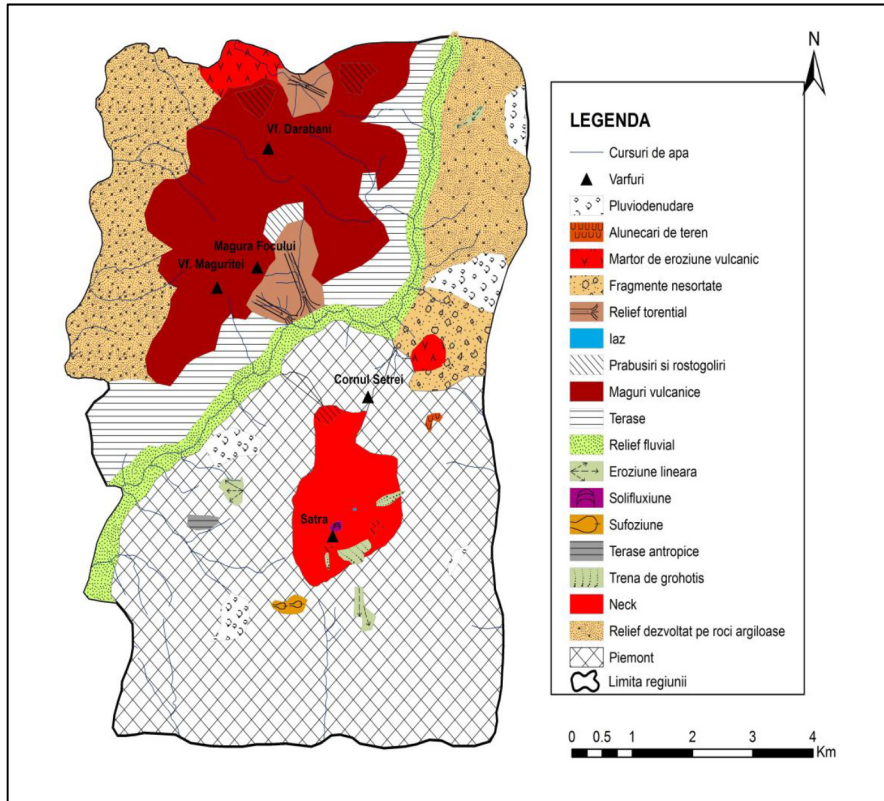 N
Vf. Darabani
Magura Focului
Vf. Maguritei
Cornul Setrei
Satra
LEGENDA
Cursuri de apa
Varfuri
Pluviodenudare
Alunecari de teren
Martor de eroziune vulcanic
Fragmente nesortate
Relief torential
Iaz
Prabusiri si rostogoliri
Maguri vulcanice
Terase
Relief fluvial
Eroziune lineara
Solifluxiune
Sufoziune
Terase antropice
Trena de grohotis
Neck
Relief dezvoltat pe roci argiloase
Piemont
Limita regiunii
0 0.5 1 2 3 4
Km